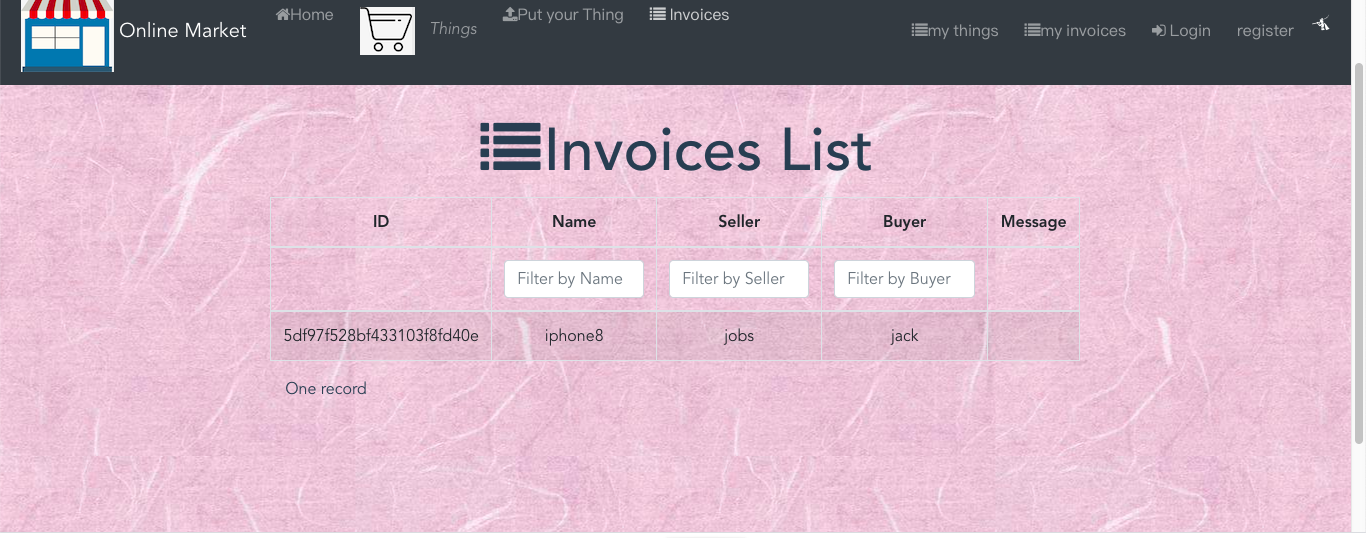 Online Market
Home
Things
Put your Thing
Invoices
my things
my invoices
Login
register
Invoices List
ID Name Seller Buyer Message
Filter by Name Filter by Seller Filter by Buyer
5df97f528bf433103f8fd40e iphone8 jobs jack
One record